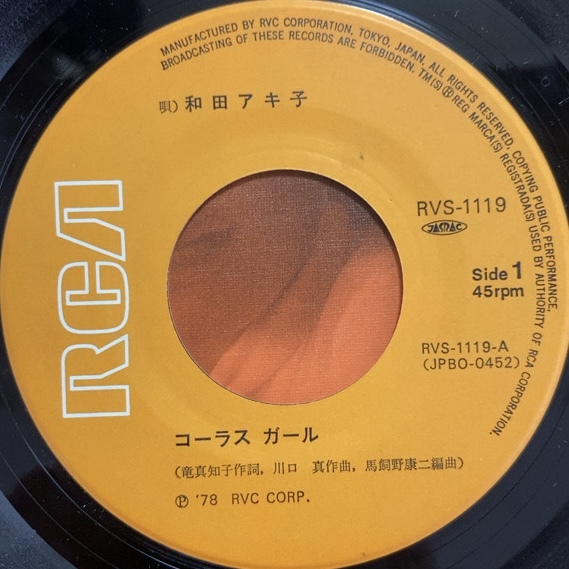 MANUFACTURED BY RVC CORPORATION, TOKYO, JAPAN. ALL RIGHTS RESERVED. COPYING PUBLIC PERFORMANCE,
BROADCASTING OF THESE RECORDS ARE FORBIDDEN. TM(S)® REG MARCA(S) REGISTRADA(S) USED BY AUTHORITY OF RCA CORPORATION.
唄) 和田アキ子
RCA
RVS-1119
JASRAC
Side 1
45rpm
RVS-1119-A
(JPBO-0452)
コーラス ガール
(竜真知子作詞, 川口 真作曲, 馬飼野康二編曲)
Ⓟ '78 RVC CORP.